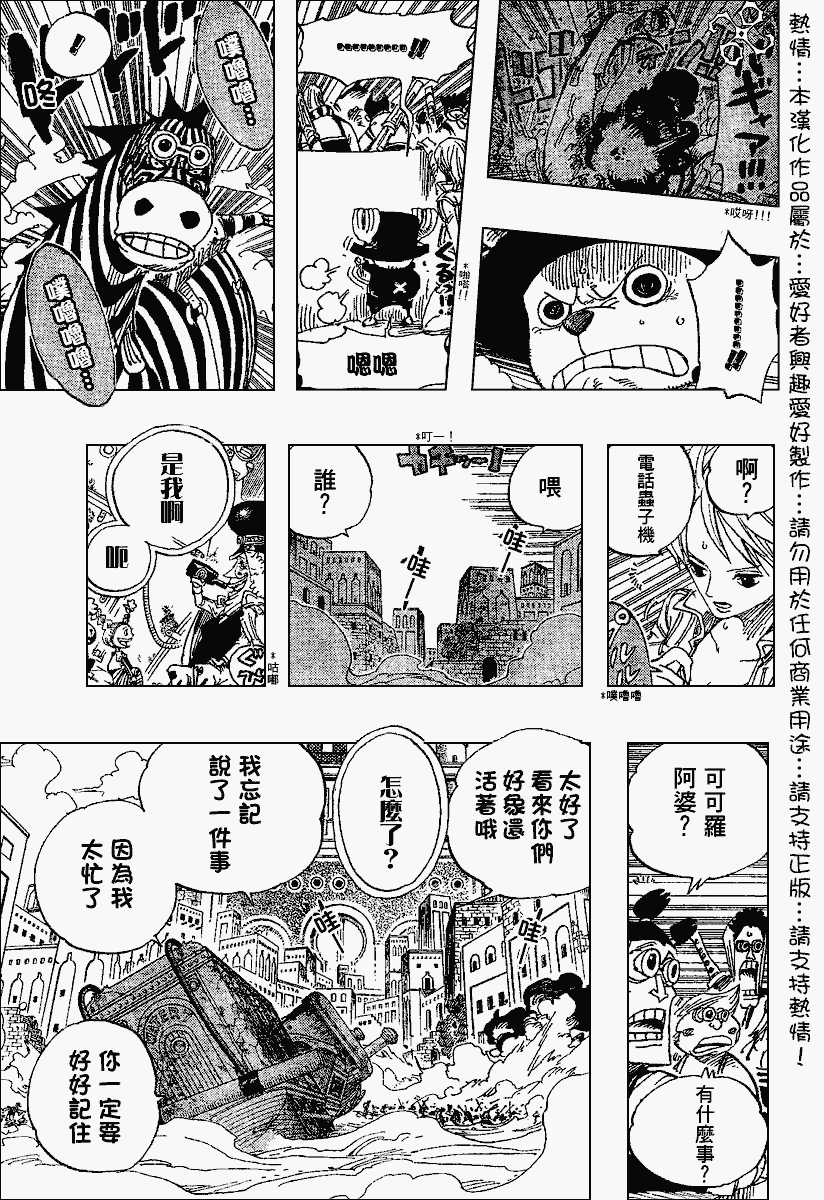 *哎呀!!!
…………!!
…………!!
*啪嗒!!
嗯嗯
噗嚕嚕…
!
咚
噗嚕嚕嚕…
啊?
電話蟲子機
*噗嚕嚕
*叮一!
喂
誰?
哇
哇
是我啊
呃
*咕嘟
可可羅
阿婆?
有什麼事?
太好了
看來你們
好象還
活著哦
怎麼了?
我忘記
說了一件事
因為我
太忙了
哇
哇
你一定要
好好記住
熱情…本漢化作品屬於…愛好者興趣愛好製作…請勿用於任何商業用途…請支持正版…請支持熱情!